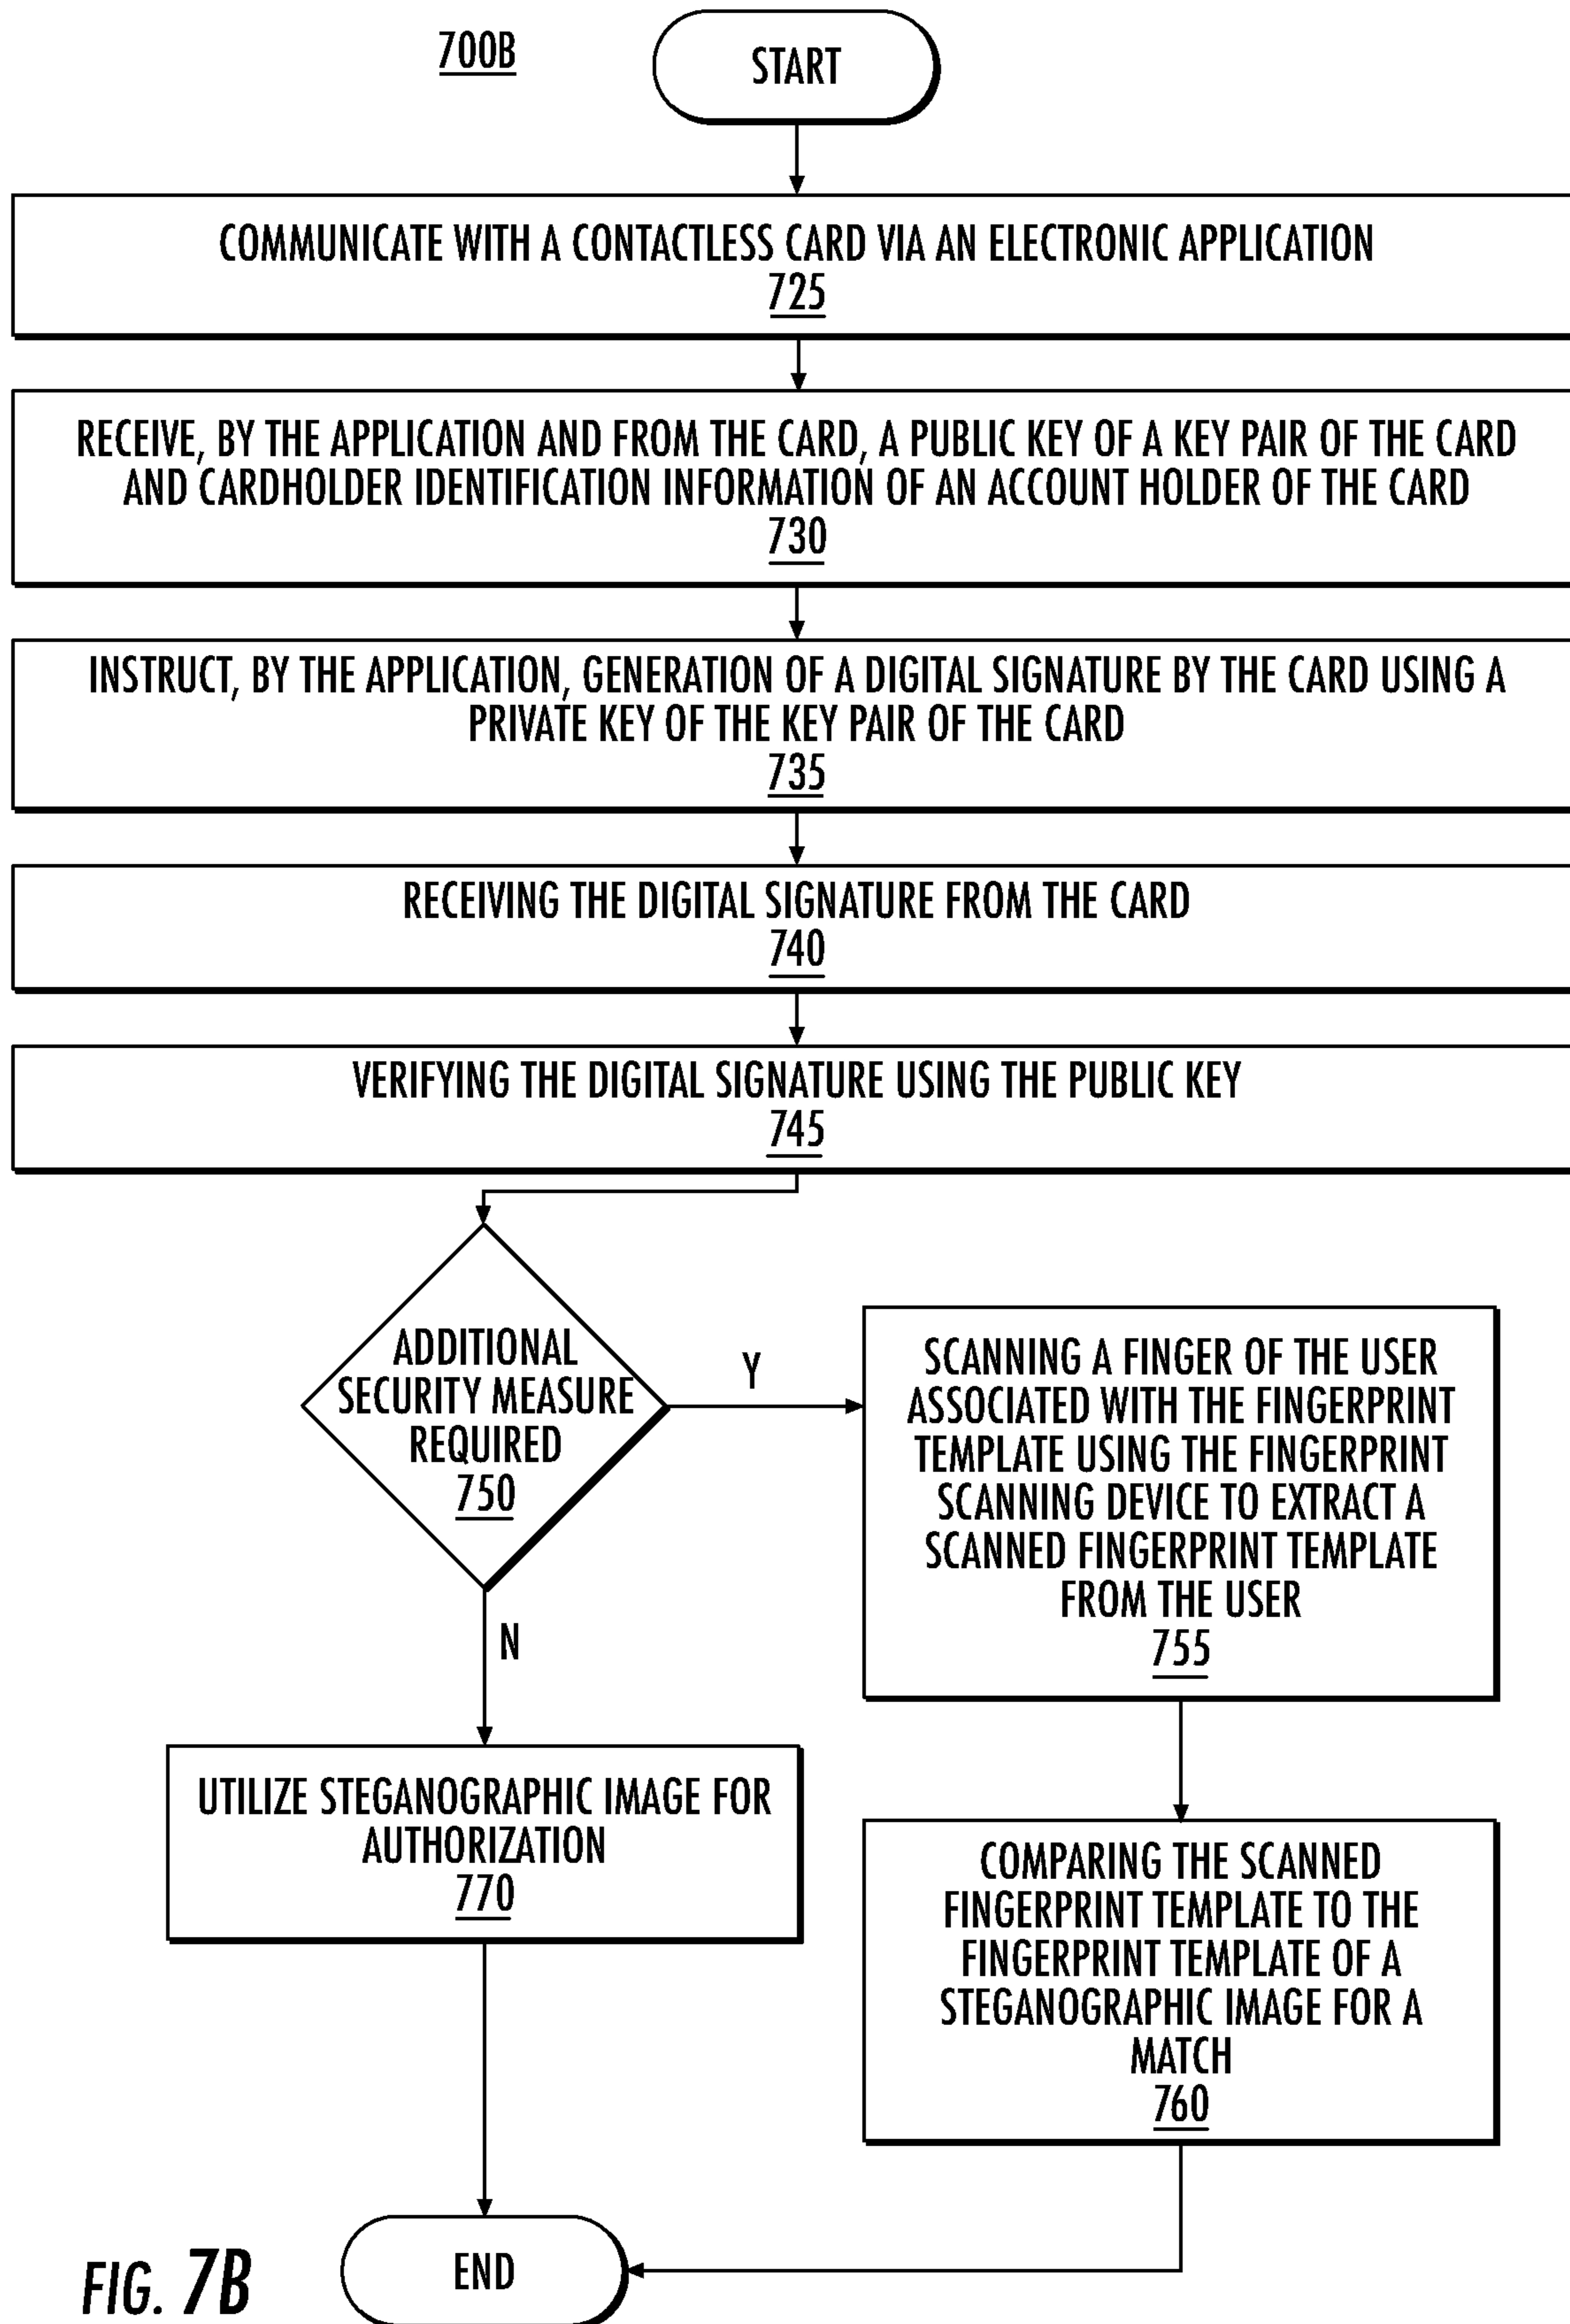 700B
START
COMMUNICATE WITH A CONTACTLESS CARD VIA AN ELECTRONIC APPLICATION
725
RECEIVE, BY THE APPLICATION AND FROM THE CARD, A PUBLIC KEY OF A KEY PAIR OF THE CARD
AND CARDHOLDER IDENTIFICATION INFORMATION OF AN ACCOUNT HOLDER OF THE CARD
730
INSTRUCT, BY THE APPLICATION, GENERATION OF A DIGITAL SIGNATURE BY THE CARD USING A
PRIVATE KEY OF THE KEY PAIR OF THE CARD
735
RECEIVING THE DIGITAL SIGNATURE FROM THE CARD
740
VERIFYING THE DIGITAL SIGNATURE USING THE PUBLIC KEY
745
ADDITIONAL
SECURITY MEASURE
REQUIRED
750
Y
SCANNING A FINGER OF THE USER
ASSOCIATED WITH THE FINGERPRINT
TEMPLATE USING THE FINGERPRINT
SCANNING DEVICE TO EXTRACT A
SCANNED FINGERPRINT TEMPLATE
FROM THE USER
755
N
UTILIZE STEGANOGRAPHIC IMAGE FOR
AUTHORIZATION
770
COMPARING THE SCANNED
FINGERPRINT TEMPLATE TO THE
FINGERPRINT TEMPLATE OF A
STEGANOGRAPHIC IMAGE FOR A
MATCH
760
END
FIG. 7B